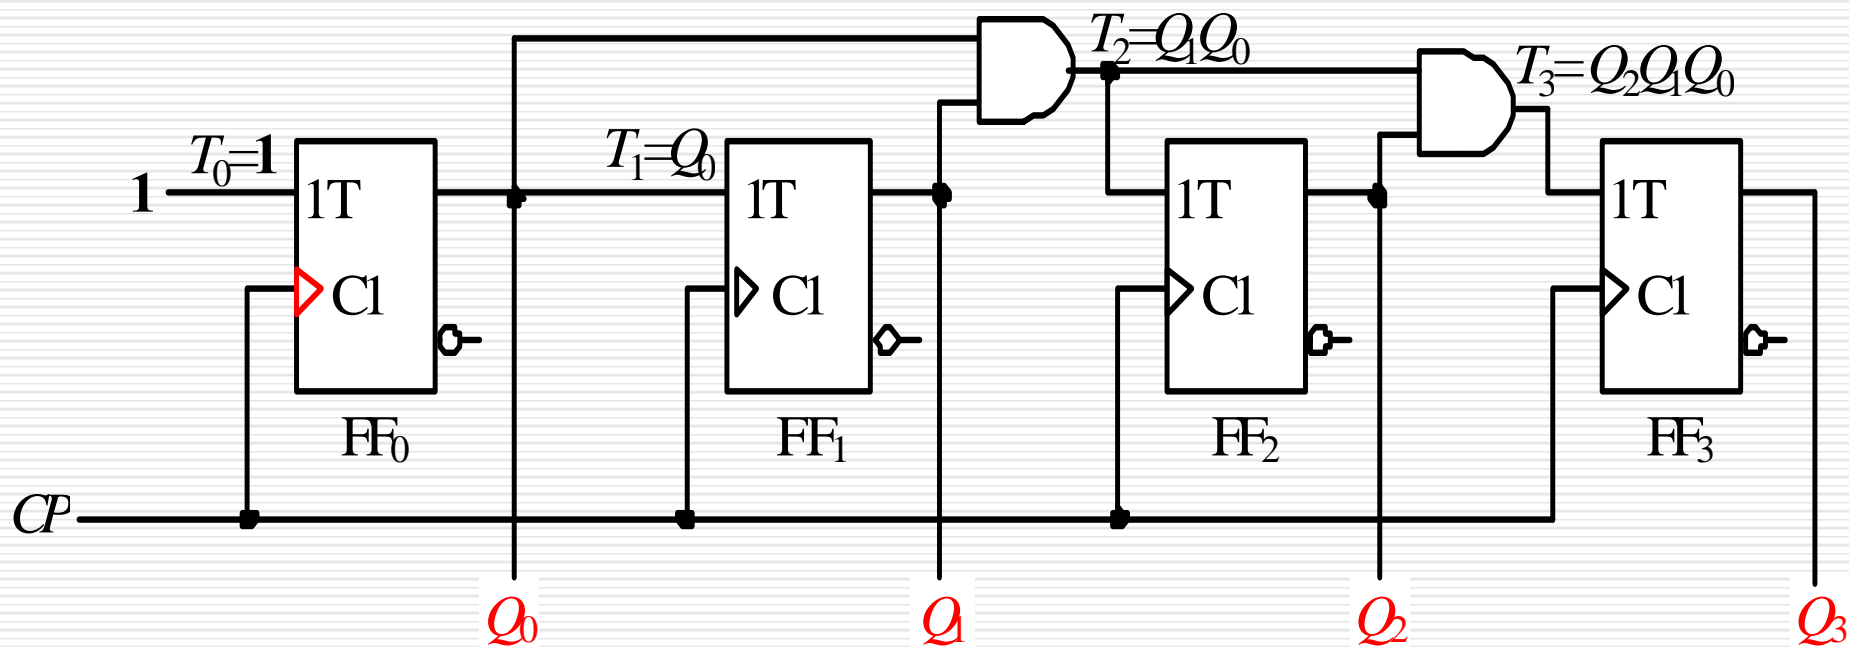 T₂=Q₁Q₀
T₃=Q₂Q₁Q₀
T₀=1
T₁=Q₀
1
1T
1T
1T
1T
C1
C1
C1
C1
FF₀
FF₁
FF₂
FF₃
CP
Q₀
Q₁
Q₂
Q₃